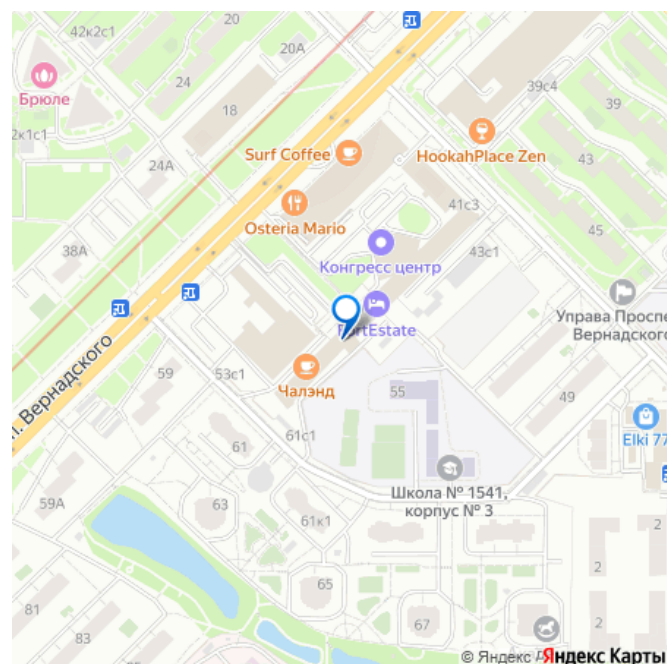 42к2с1
20
20А
24
18
39с4
39
Брюле
2к1с1
24А
Surf Coffee
HookahPlace Zen
43
Osteria Mario
41с3
45
38А
Конгресс центр
43с1
PortEstate
Управа Проспе
Вернадского
п. Вернадского
59
53с1
Чалэнд
55
49
Elki 77
61с1
61
Школа № 1541,
корпус № 3
59А
63
61к1
2
2
65
2
81
67
83
© Яндекс
Яндекс Карты